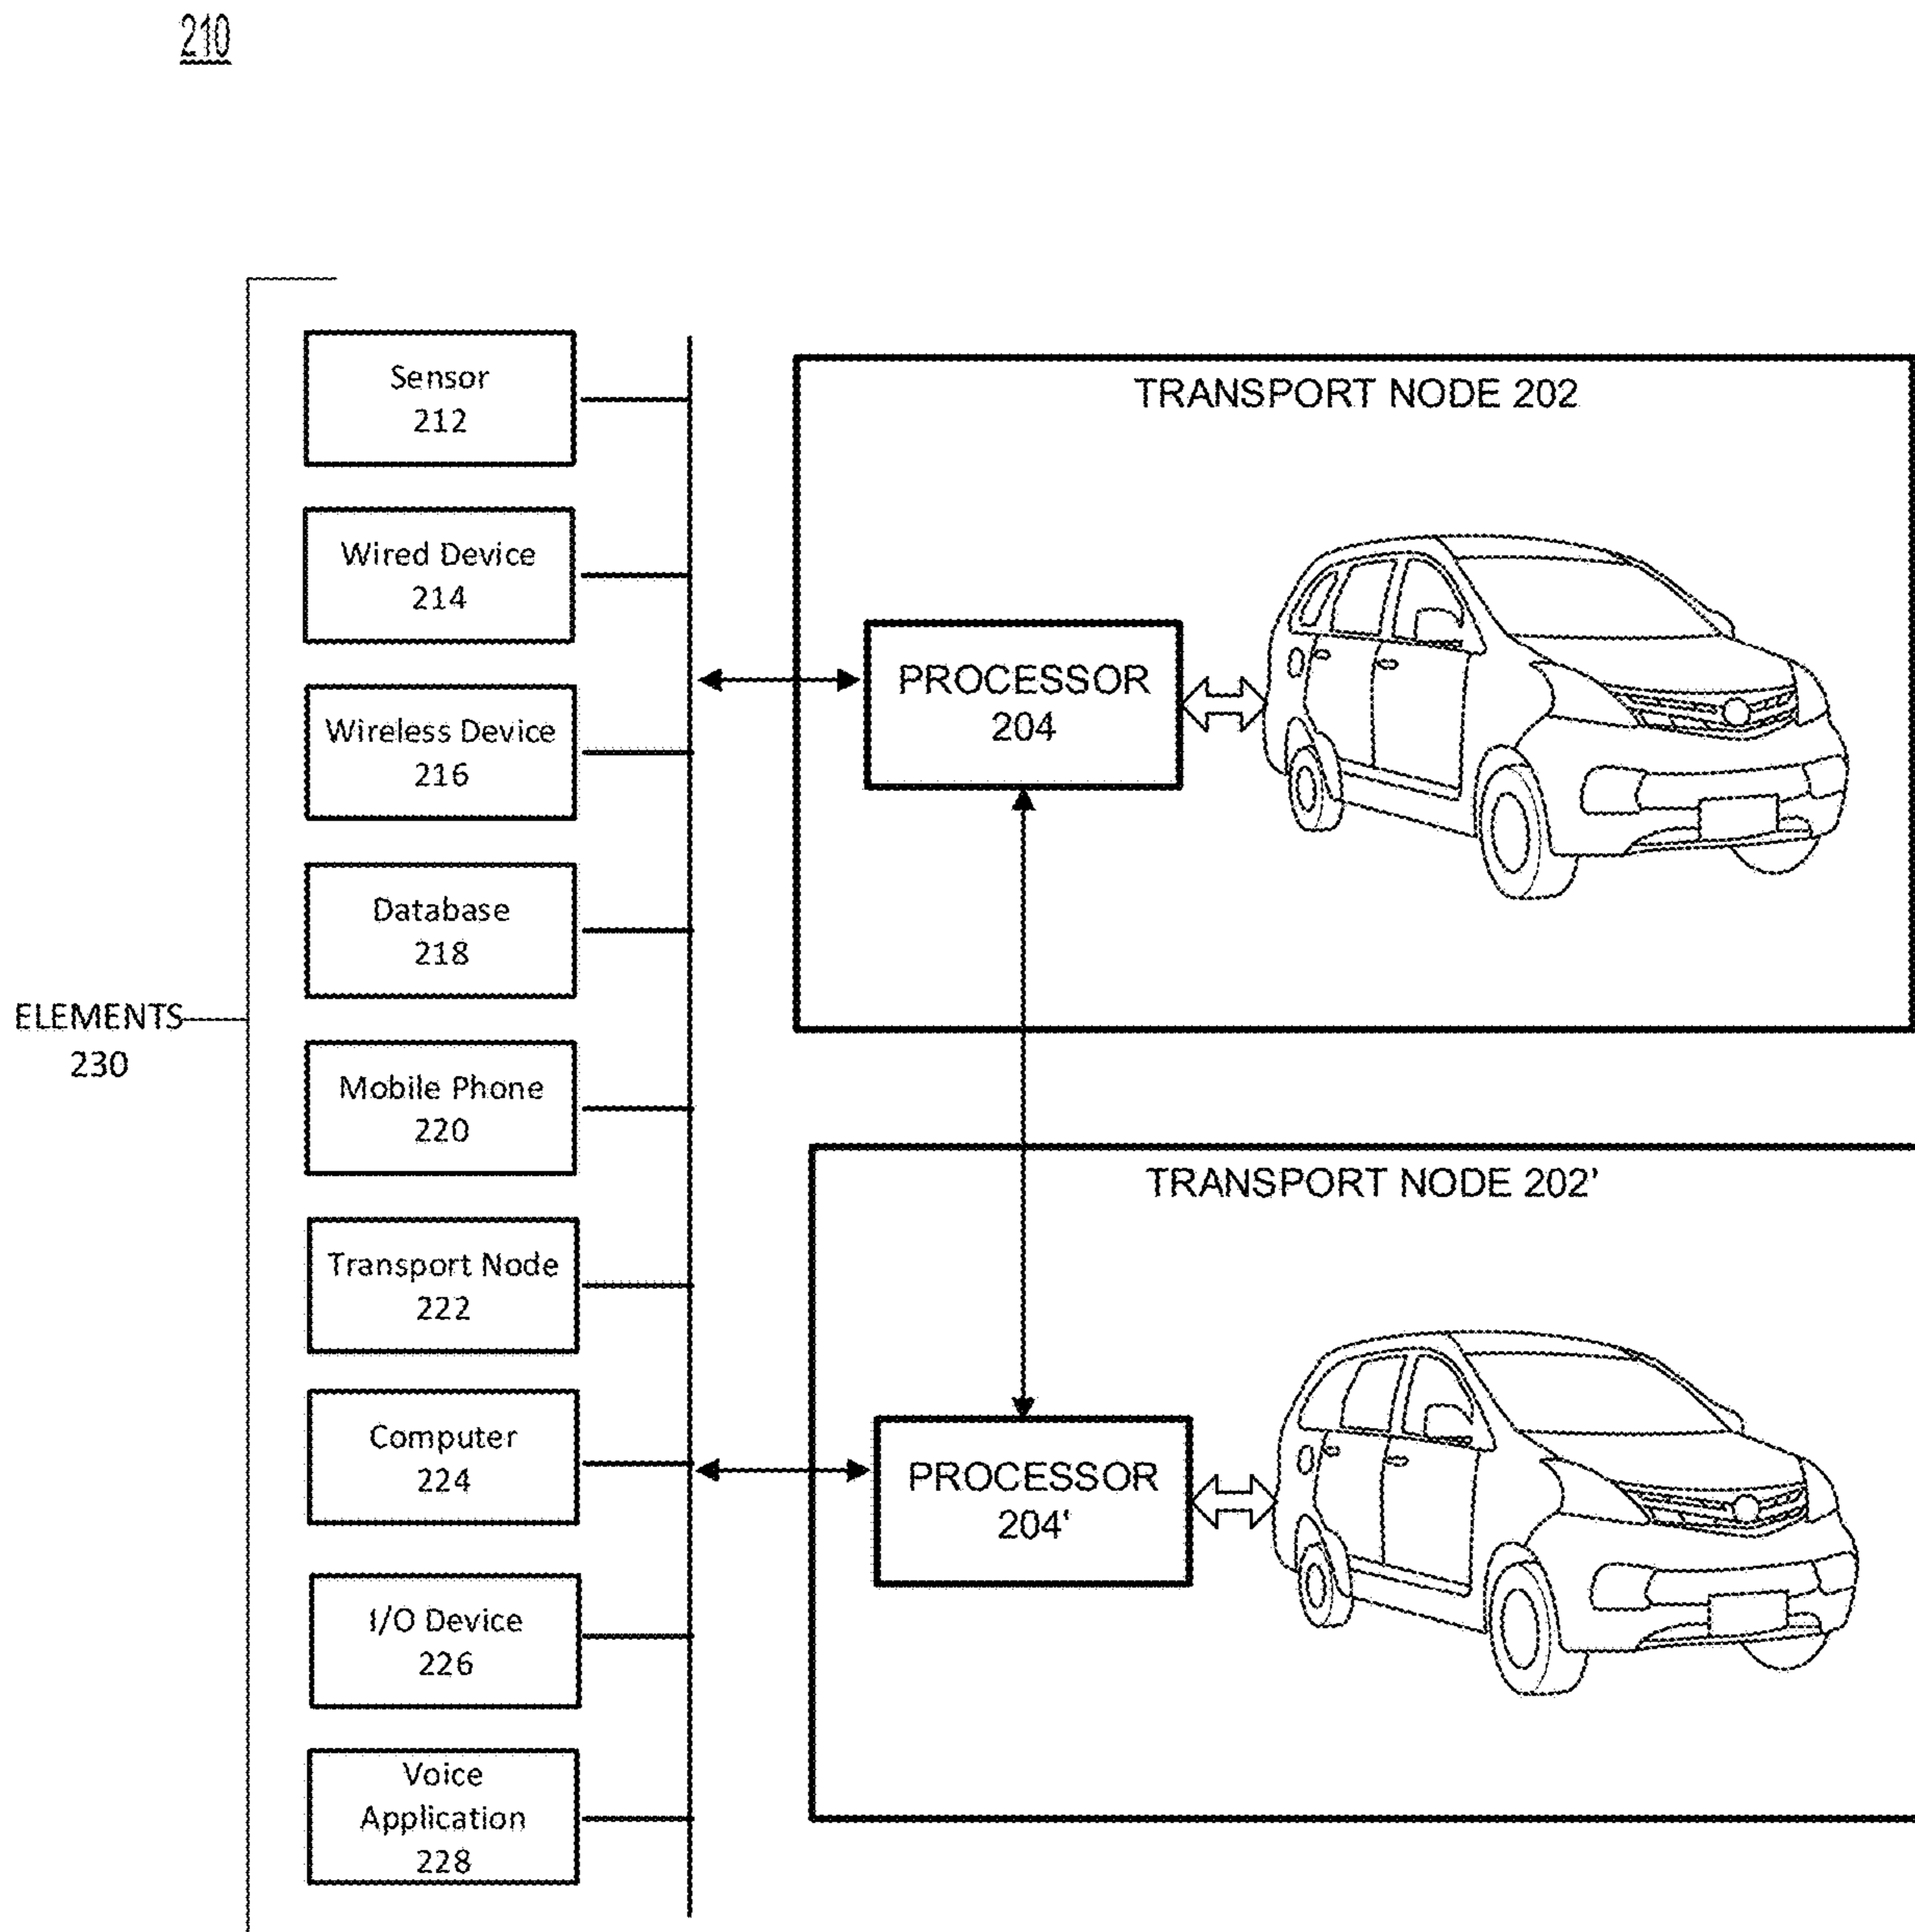 210
Sensor
212
Wired Device
214
Wireless Device
216
Database
218
ELEMENTS
230
Mobile Phone
220
Transport Node
222
Computer
224
I/O Device
226
Voice
Application
228
TRANSPORT NODE 202
PROCESSOR
204
TRANSPORT NODE 202'
PROCESSOR
204'